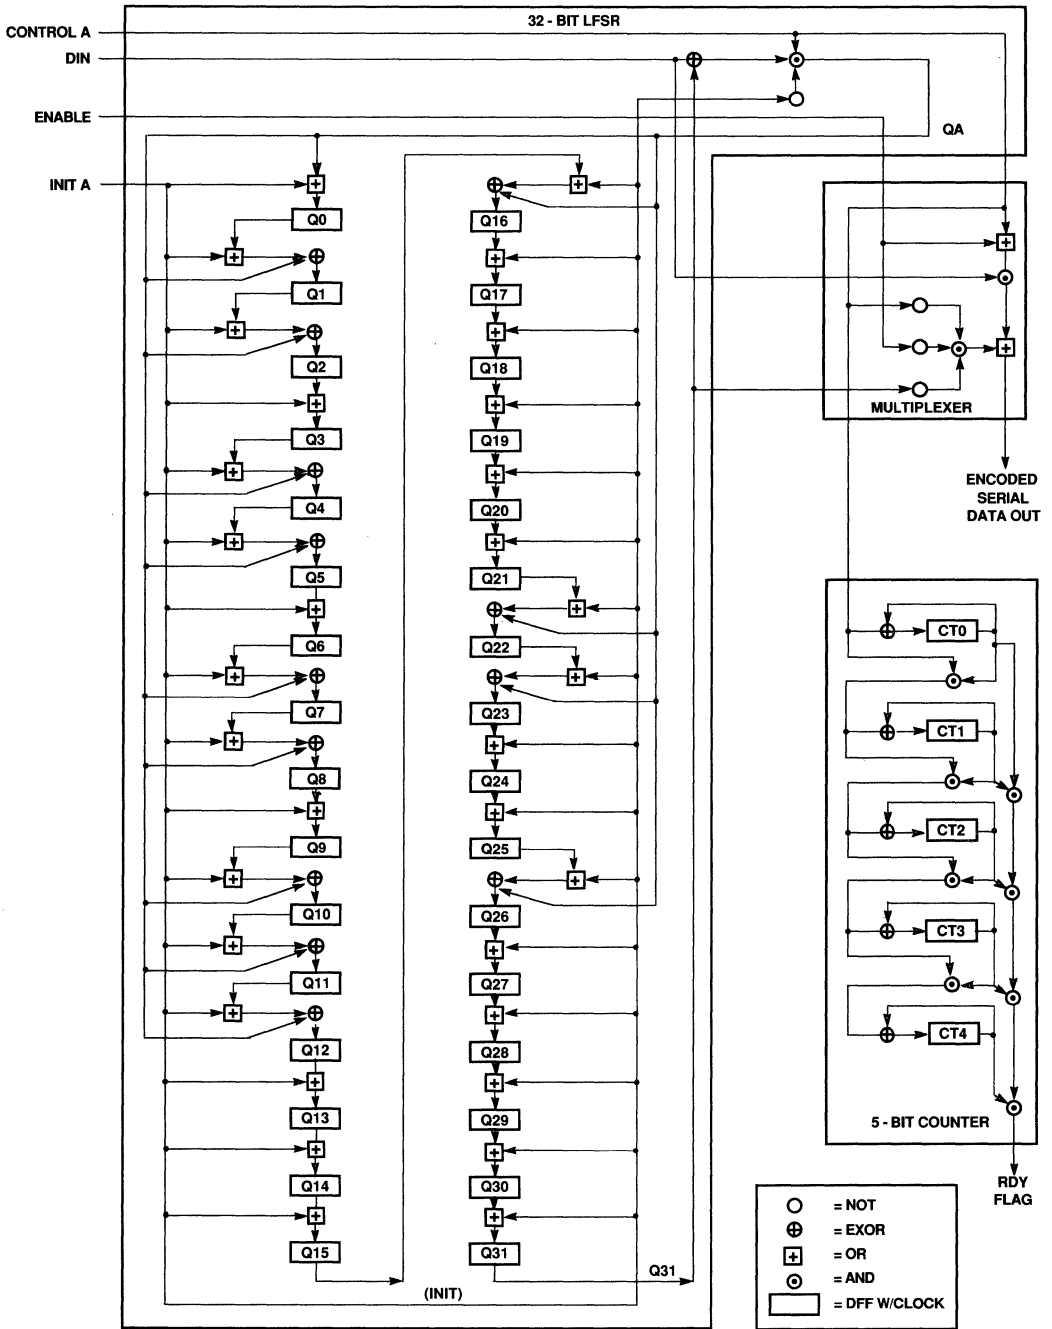 32 - BIT LFSR
CONTROL A
DIN
ENABLE
QA
INIT A
Q0
Q1
Q2
Q3
Q4
Q5
Q6
Q7
Q8
Q9
Q10
Q11
Q12
Q13
Q14
Q15
Q16
Q17
Q18
Q19
Q20
Q21
Q22
Q23
Q24
Q25
Q26
Q27
Q28
Q29
Q30
Q31
Q31
(INIT)
MULTIPLEXER
ENCODED
SERIAL
DATA OUT
CT0
CT1
CT2
CT3
CT4
5 - BIT COUNTER
RDY
FLAG
= NOT
= EXOR
= OR
= AND
= DFF W/CLOCK